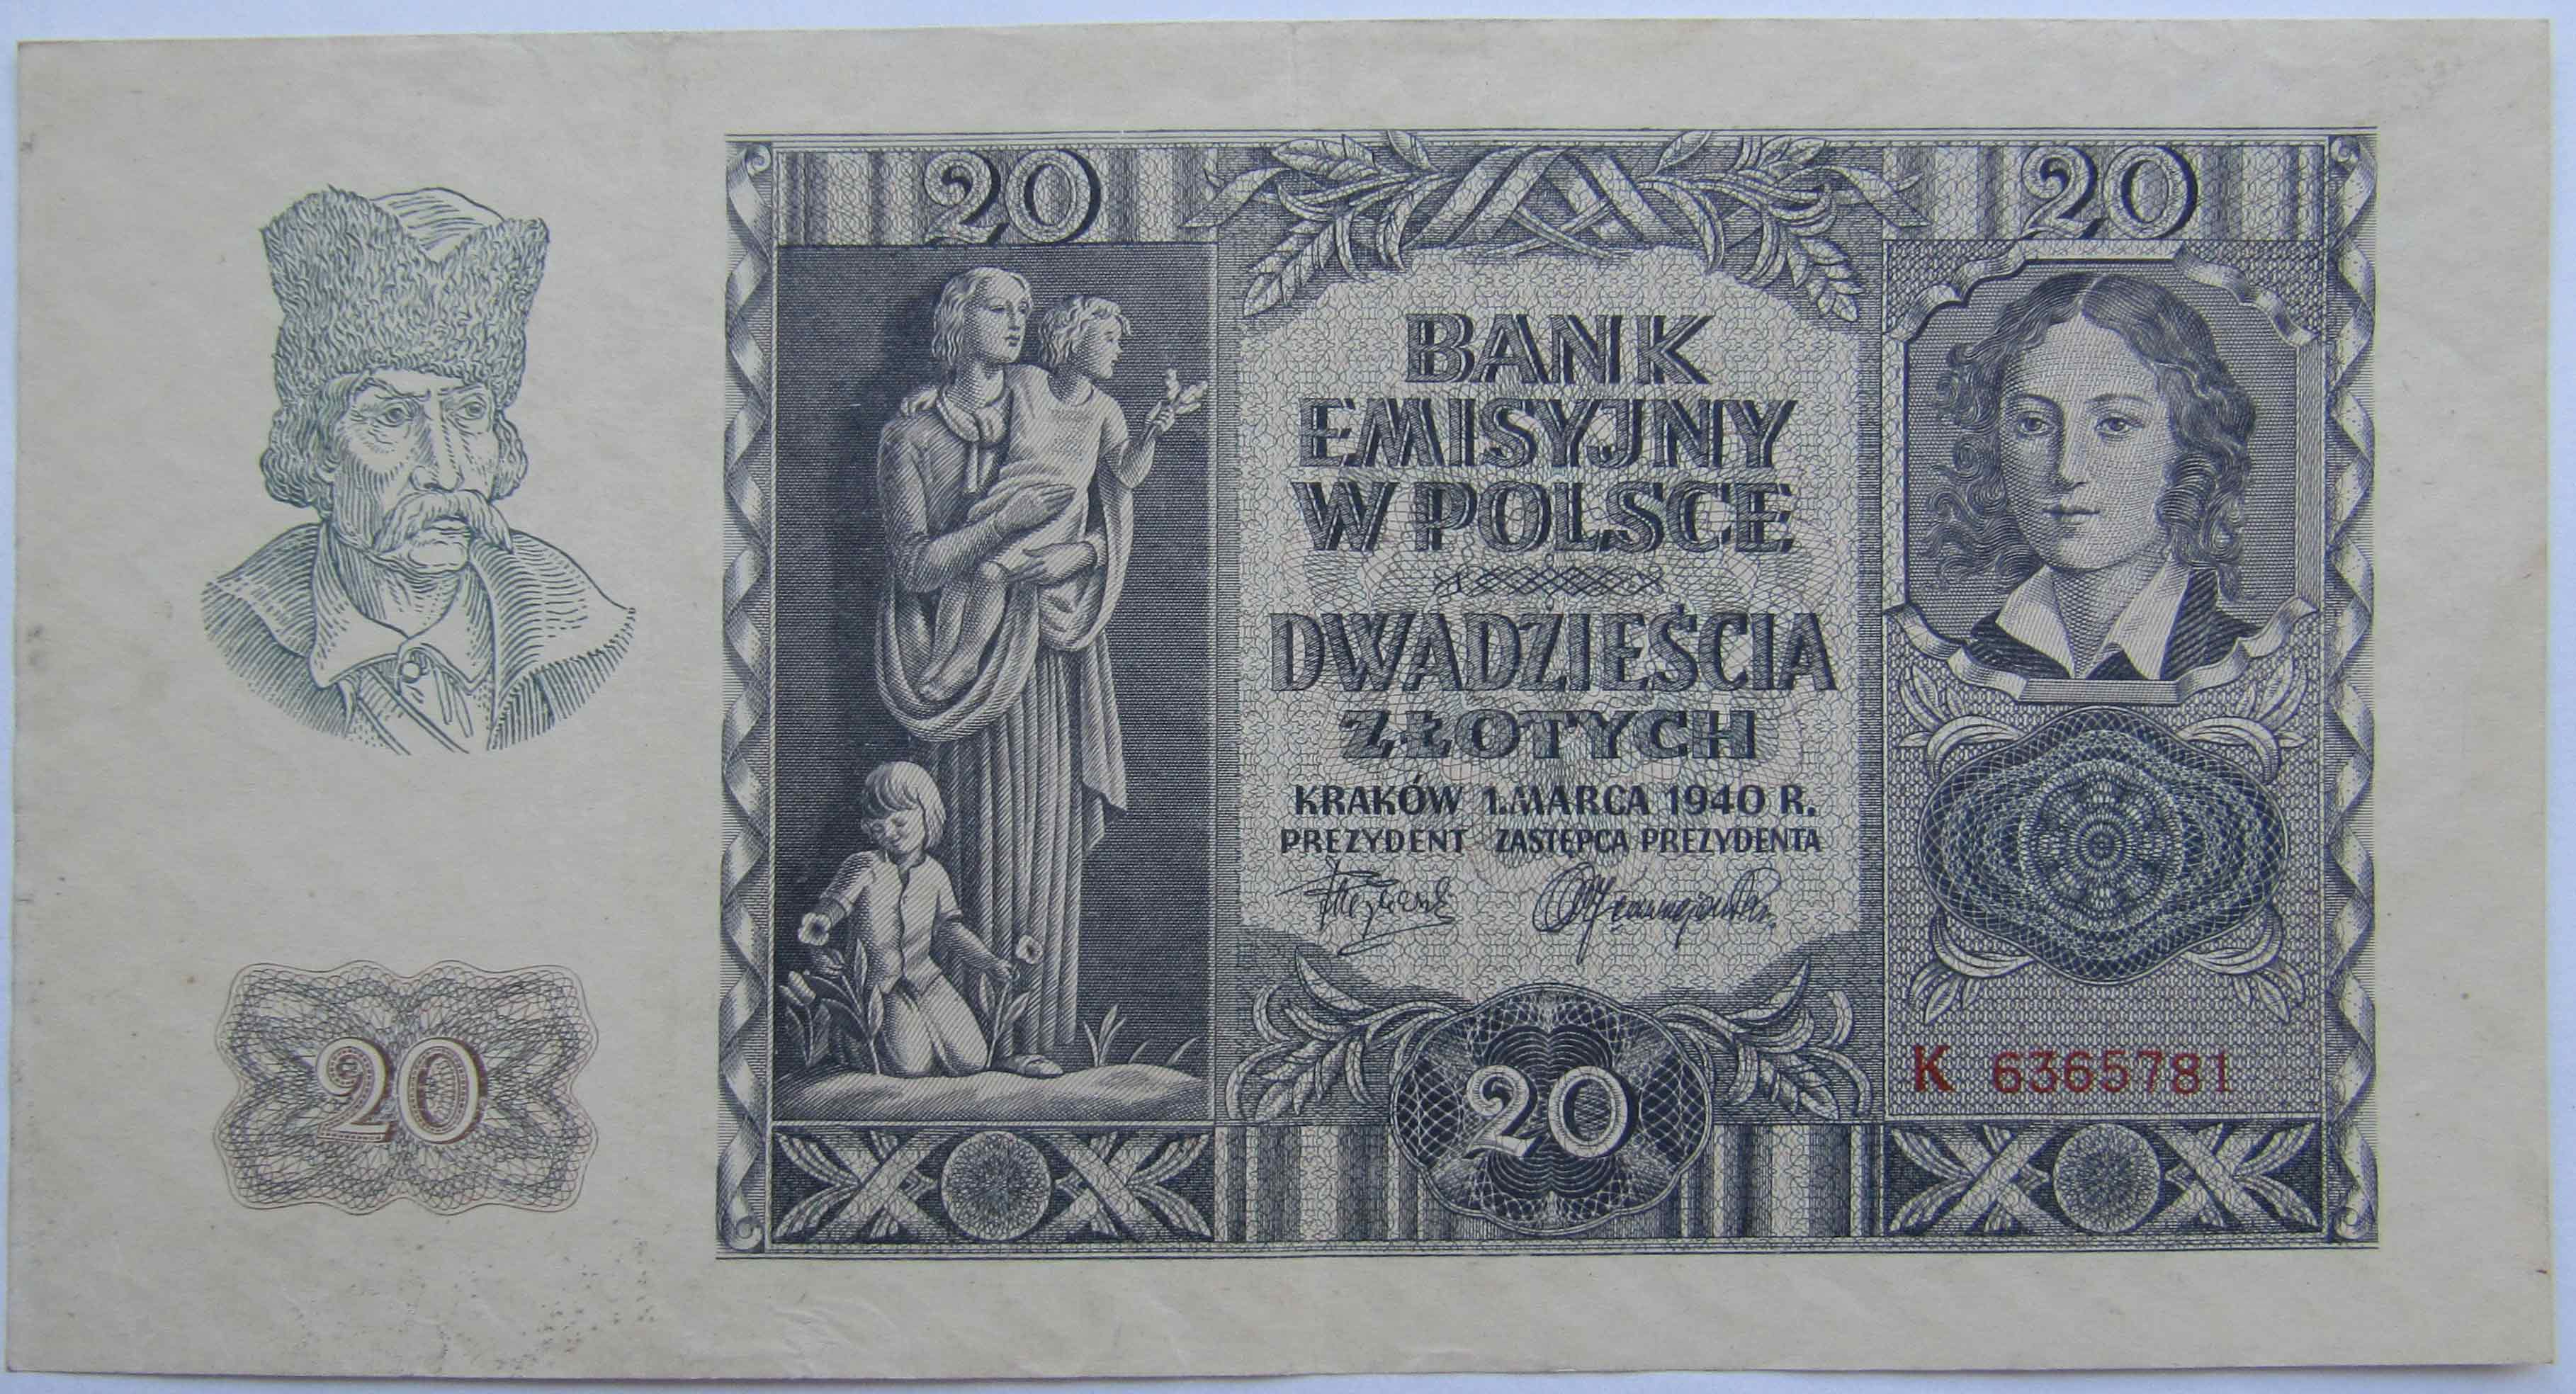 20
20
BANK
EMISYJNY
W POLSCE
DWADZIEŚCIA
ZŁOTYCH
KRAKÓW 1.MARCA 1940 R.
PREZYDENT ZASTĘPCA PREZYDENTA
K 6365781
20
20